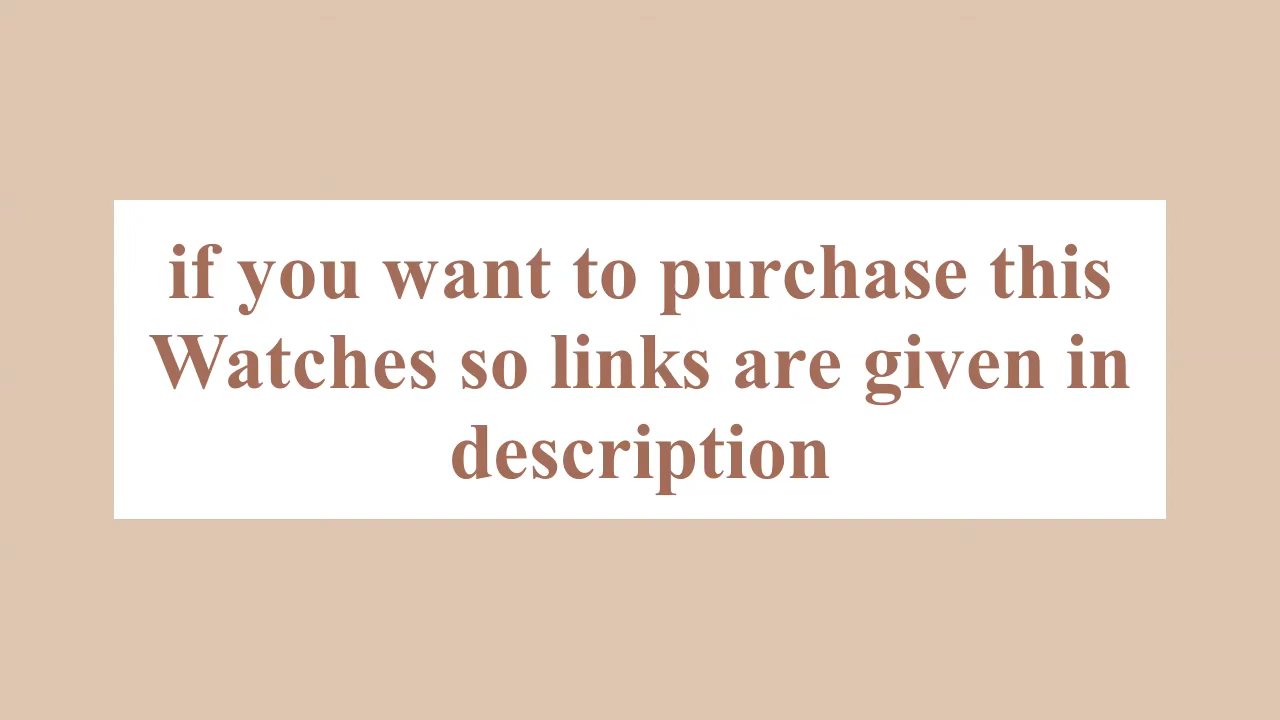 if you want to purchase this
Watches so links are given in
description